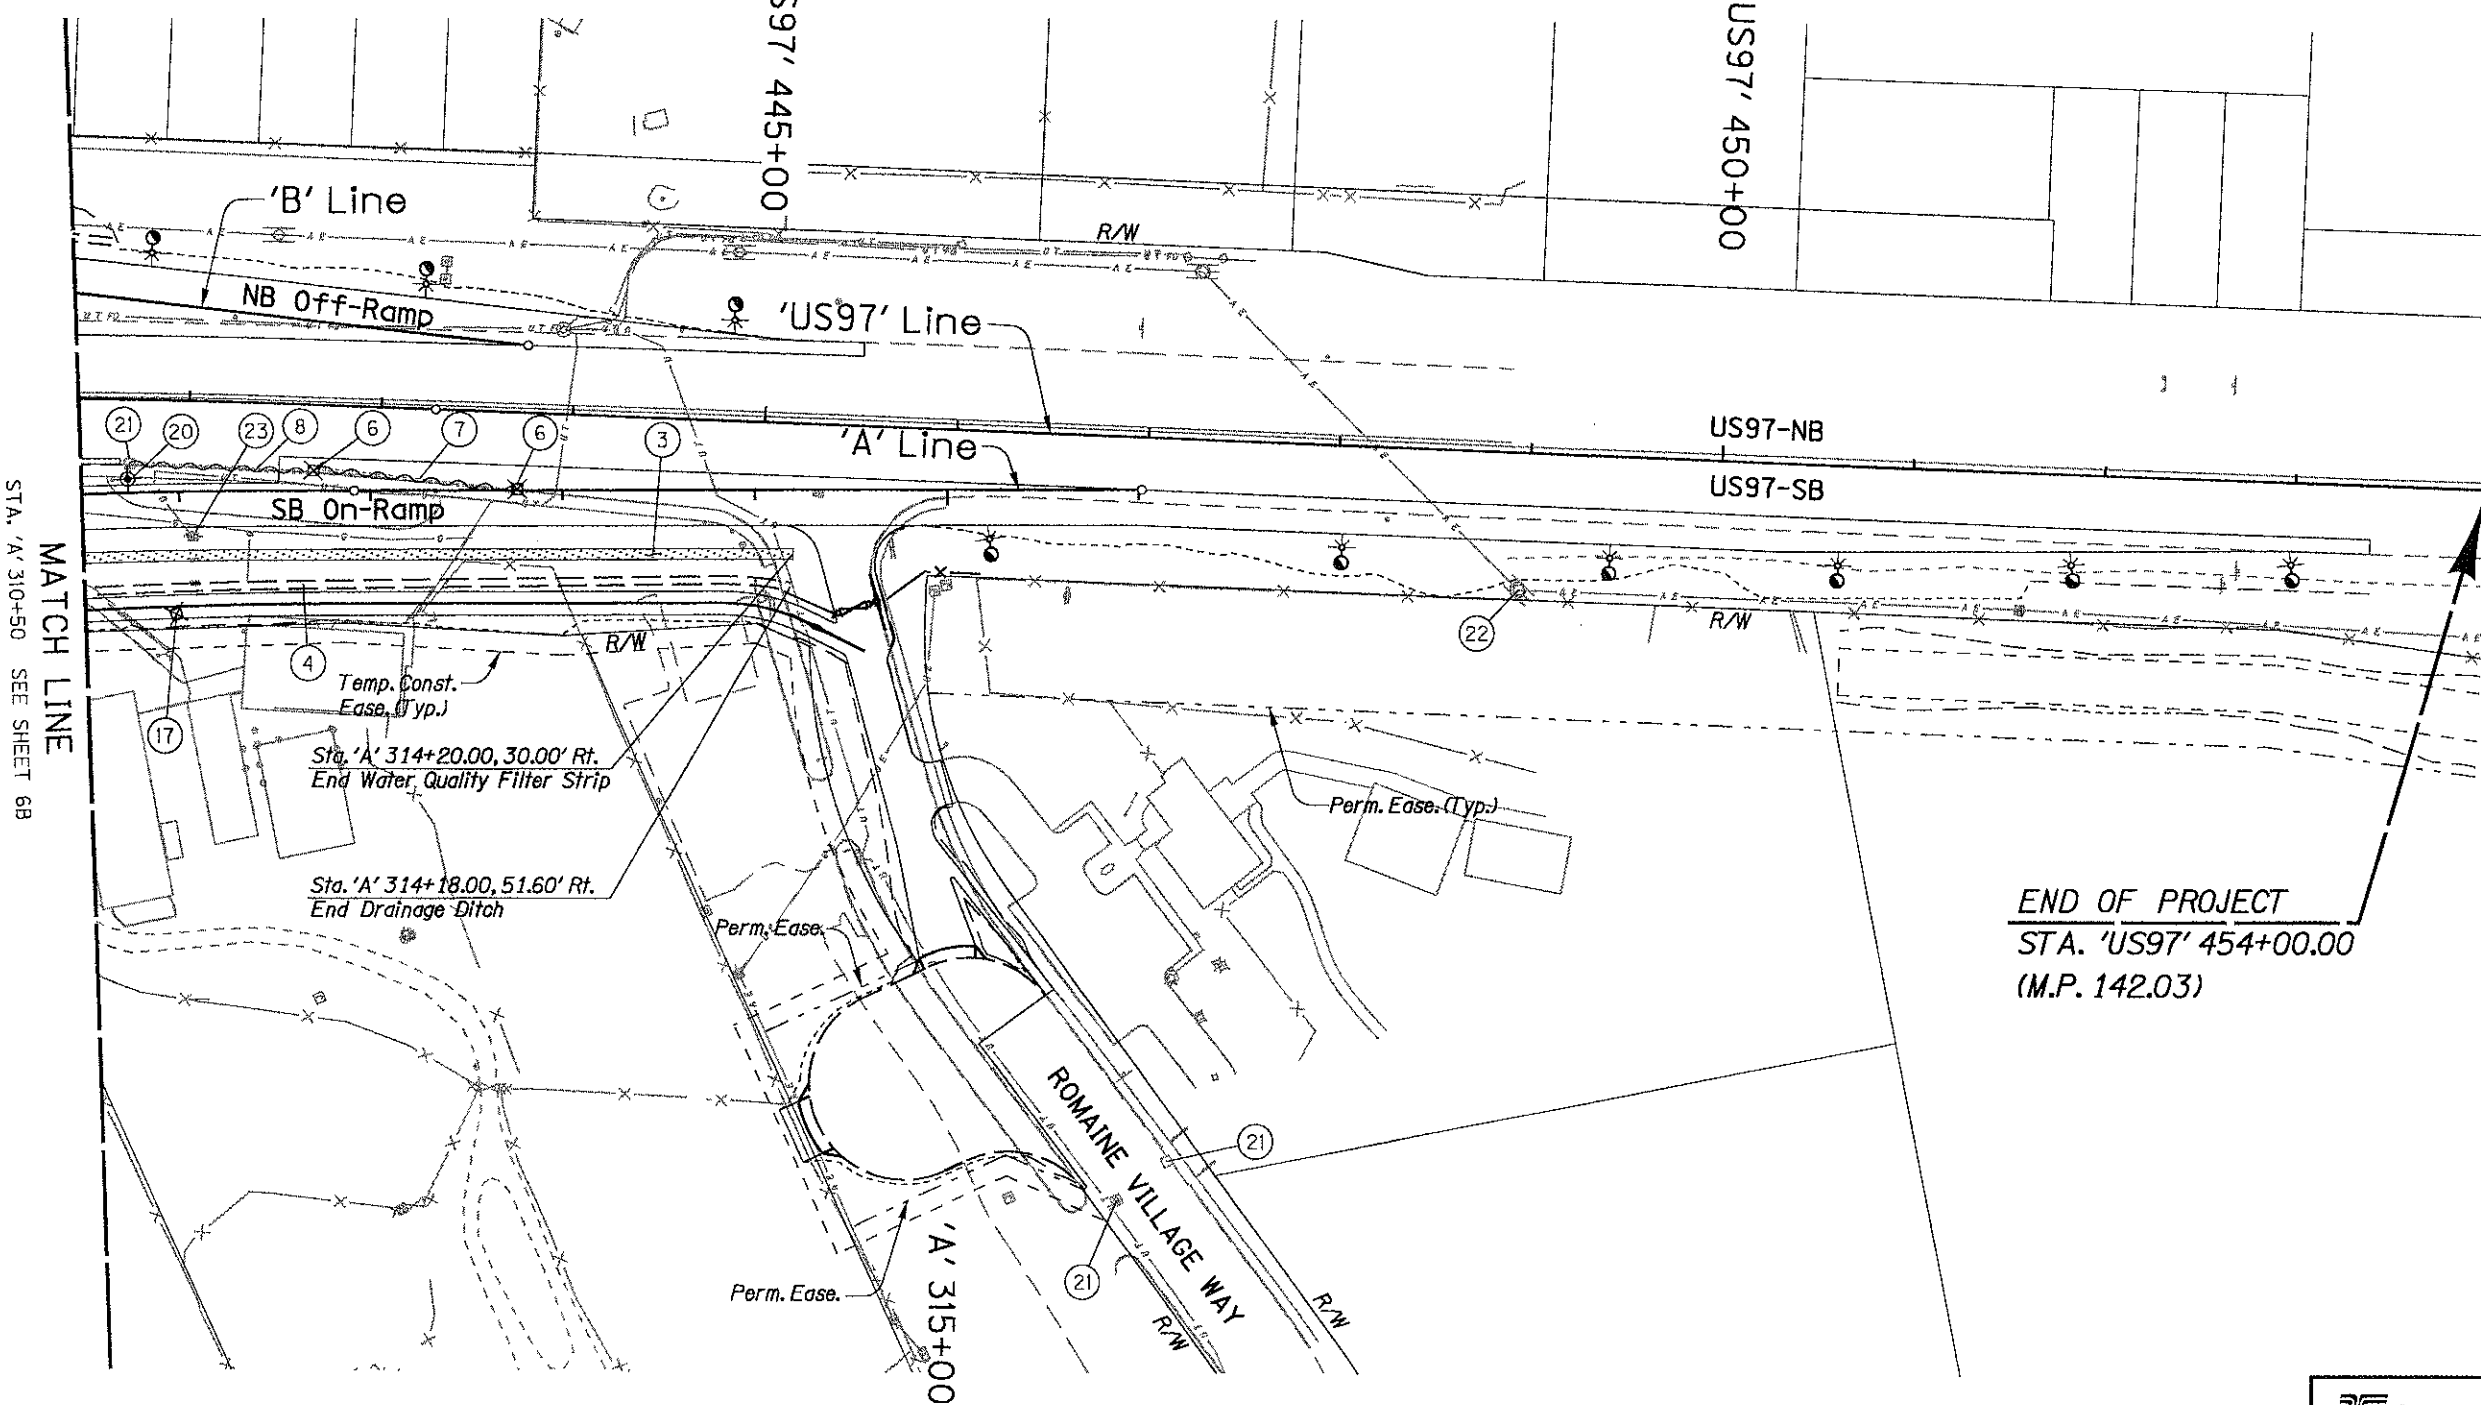 'US97' 450+00
445+00
'B' Line
R/W
NB Off-Ramp
'US97' Line
US97-NB
21
20
23
8
6
7
6
3
'A' Line
US97-SB
SB On-Ramp
MATCH LINE
STA. 'A' 310+50 SEE SHEET 6B
R/W
R/W
22
4
Temp. Const.
Ease. (Typ.)
17
Sta. 'A' 314+20.00, 30.00' Rt.
End Water Quality Filter Strip
Perm. Ease. (Typ.)
Sta. 'A' 314+18.00, 51.60' Rt.
End Drainage Ditch
Perm. Ease.
END OF PROJECT
STA. 'US97' 454+00.00
(M.P. 142.03)
ROMAINE VILLAGE WAY
21
21
Perm. Ease.
'A' 315+00
R/W
R/W